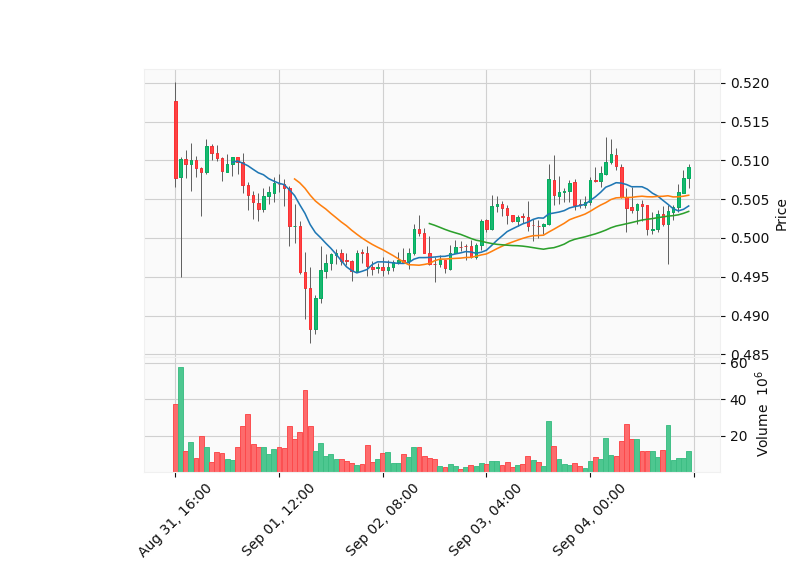 0.520
0.515
0.510
0.505
0.500
0.495
0.490
0.485
Price
60
40
20
Volume 10^6
Aug 31, 16:00
Sep 01, 12:00
Sep 02, 08:00
Sep 03, 04:00
Sep 04, 00:00